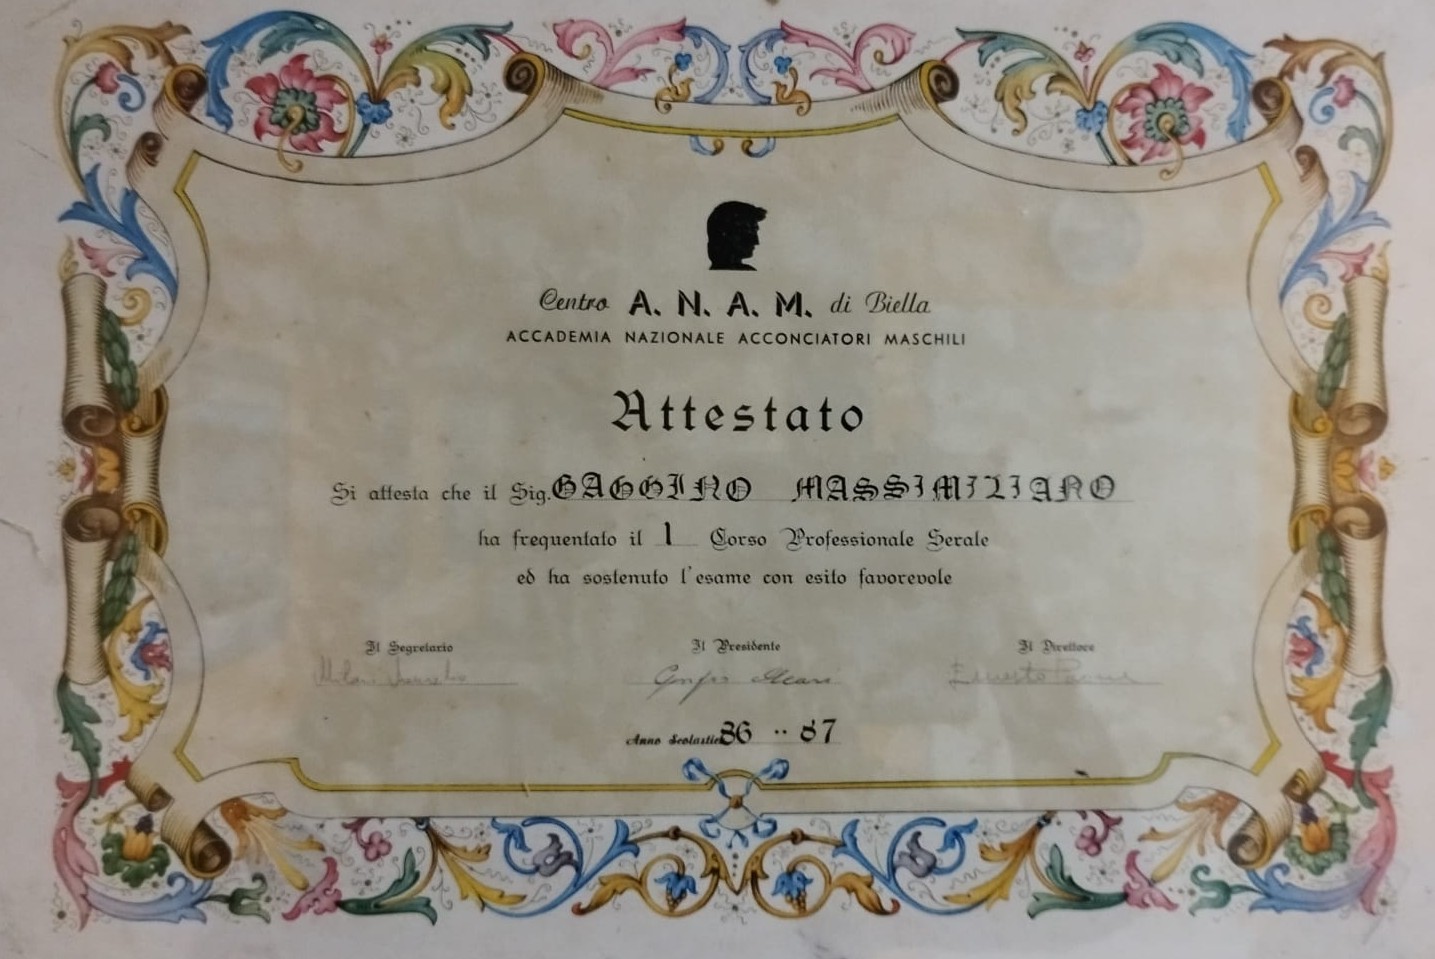 Centro A. N. A. M. di Biella
ACCADEMIA NAZIONALE ACCONCIATORI MASCHILI
Attestato
Si attesta che il Sig. GAGGINO MASSIMILIANO
ha frequentato il 1 Corso Professionale Serale
ed ha sostenuto l'esame con esito favorevole
Il Segretario Il Presidente Il Direttore
Anno Scolastico 86 -- 87